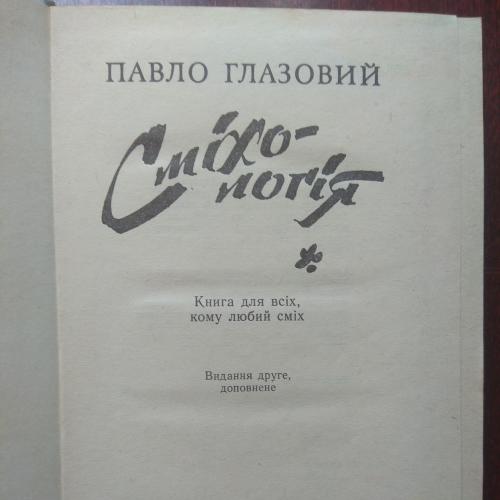 ПАВЛО ГЛАЗОВИЙ
Сміхо-
логія
Книга для всіх,
кому любий сміх
Видання друге,
доповнене